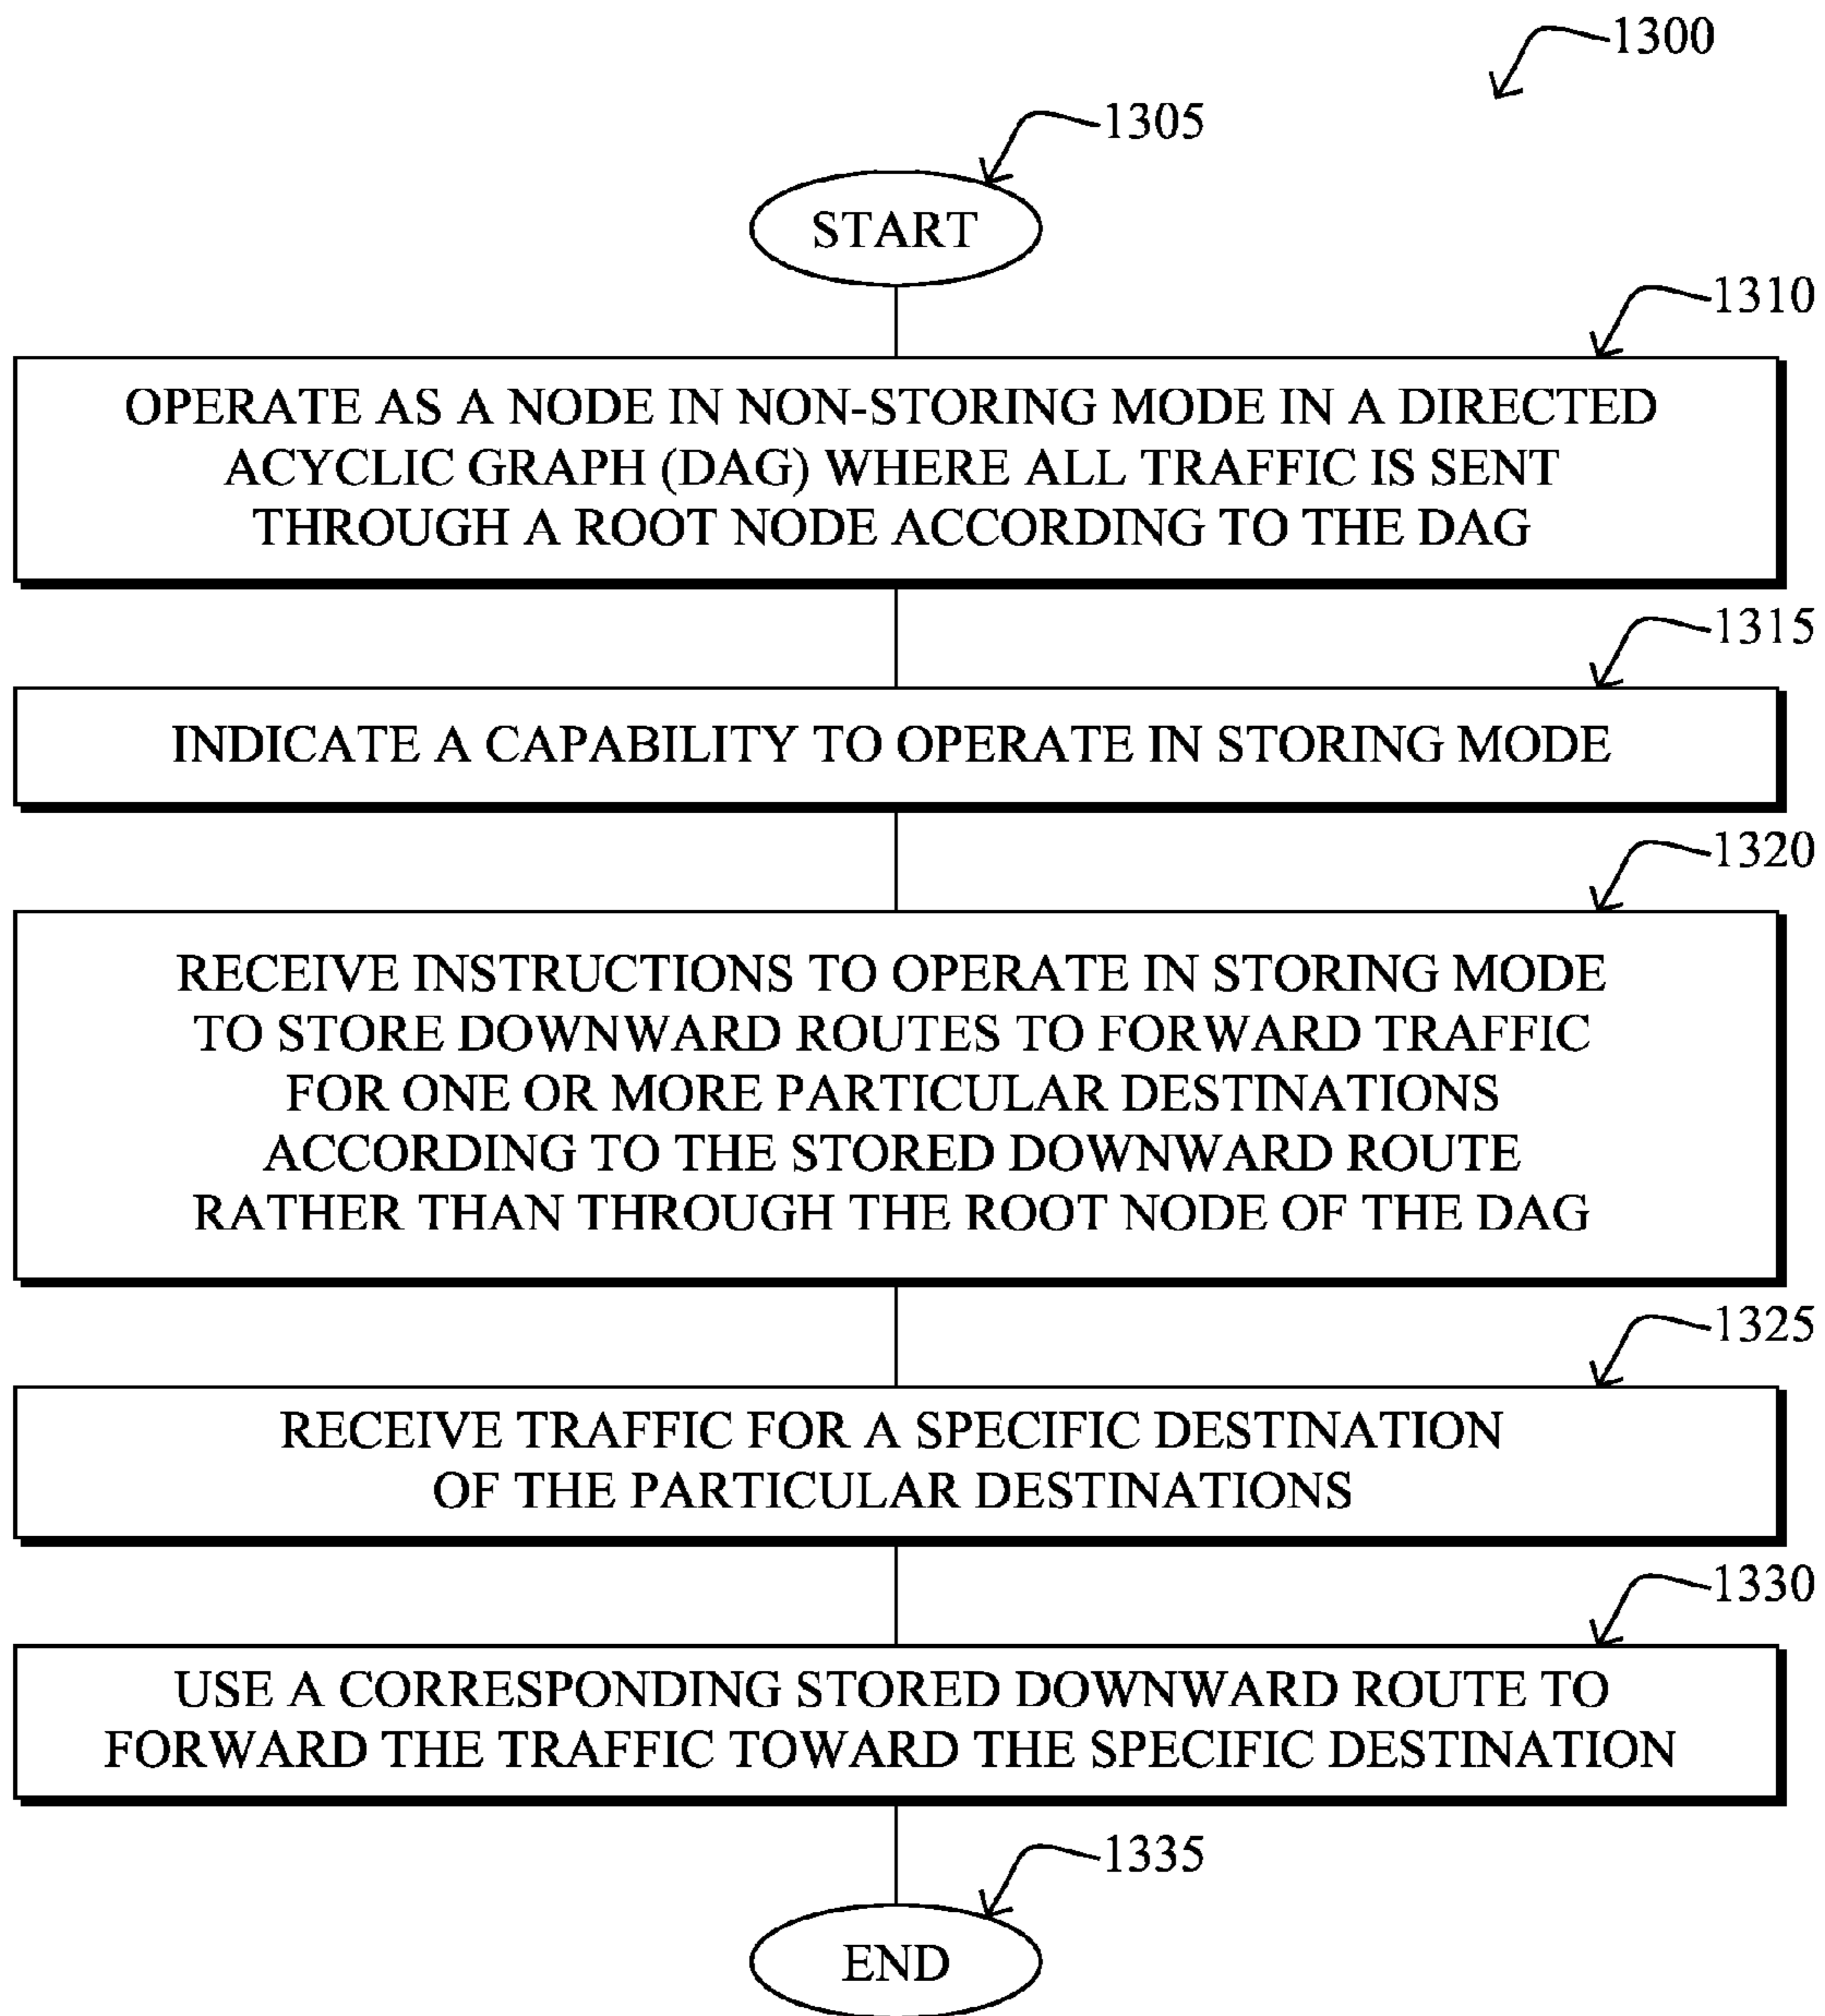 1300
1305
START
1310
OPERATE AS A NODE IN NON-STORING MODE IN A DIRECTED
ACYCLIC GRAPH (DAG) WHERE ALL TRAFFIC IS SENT
THROUGH A ROOT NODE ACCORDING TO THE DAG
1315
INDICATE A CAPABILITY TO OPERATE IN STORING MODE
1320
RECEIVE INSTRUCTIONS TO OPERATE IN STORING MODE
TO STORE DOWNWARD ROUTES TO FORWARD TRAFFIC
FOR ONE OR MORE PARTICULAR DESTINATIONS
ACCORDING TO THE STORED DOWNWARD ROUTE
RATHER THAN THROUGH THE ROOT NODE OF THE DAG
1325
RECEIVE TRAFFIC FOR A SPECIFIC DESTINATION
OF THE PARTICULAR DESTINATIONS
1330
USE A CORRESPONDING STORED DOWNWARD ROUTE TO
FORWARD THE TRAFFIC TOWARD THE SPECIFIC DESTINATION
1335
END